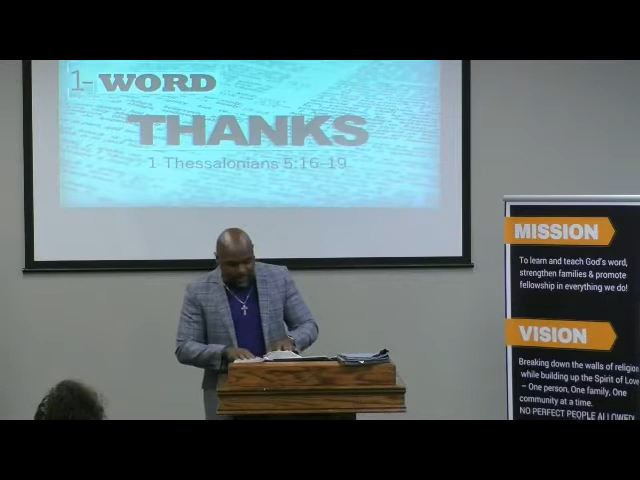 1-WORD
THANKS
1 Thessalonians 5:16-19
MISSION
To learn and teach God's word,
strengthen families & promote
fellowship in everything we do!
VISION
Breaking down the walls of religion
while building up the Spirit of
– One person, One family, One
community at a time.
NO PERFECT PEOPLE ALLOWED!